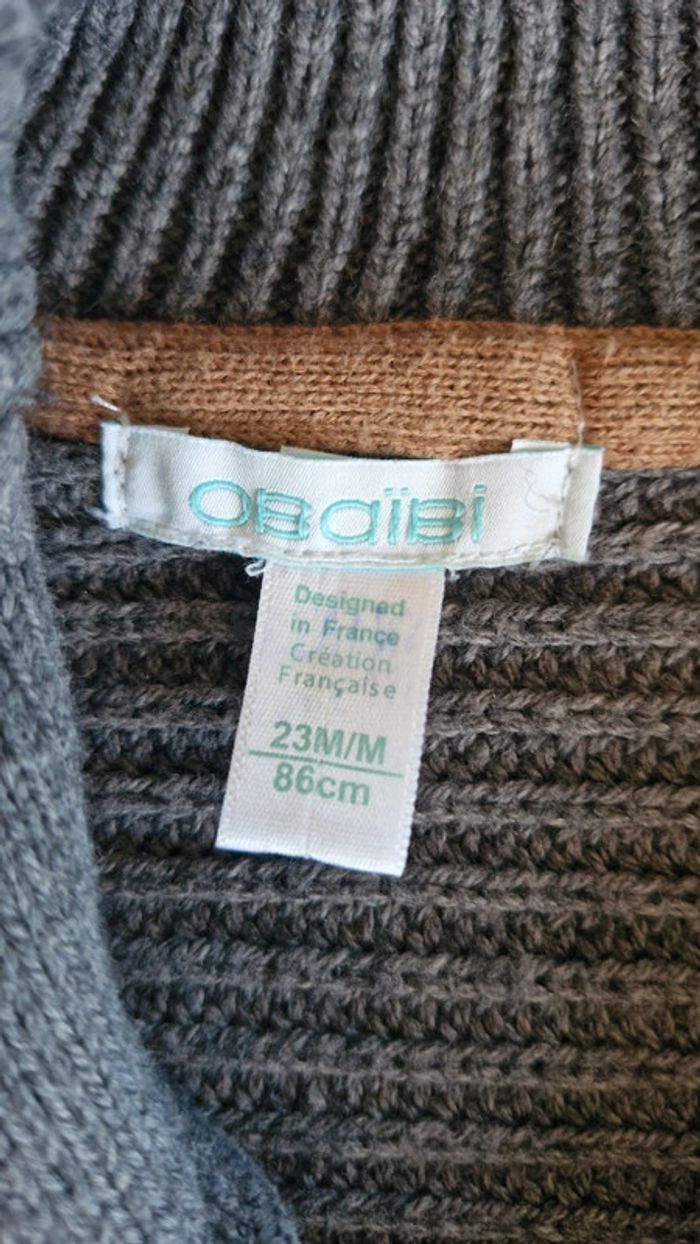 OBaïBi
Designed
in France
Création
Française
23M/M
86cm